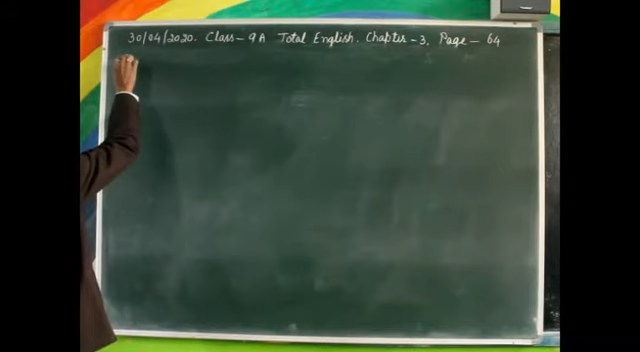 30/04/2020. Class - 9A Total English. Chapter - 3, Page - 64